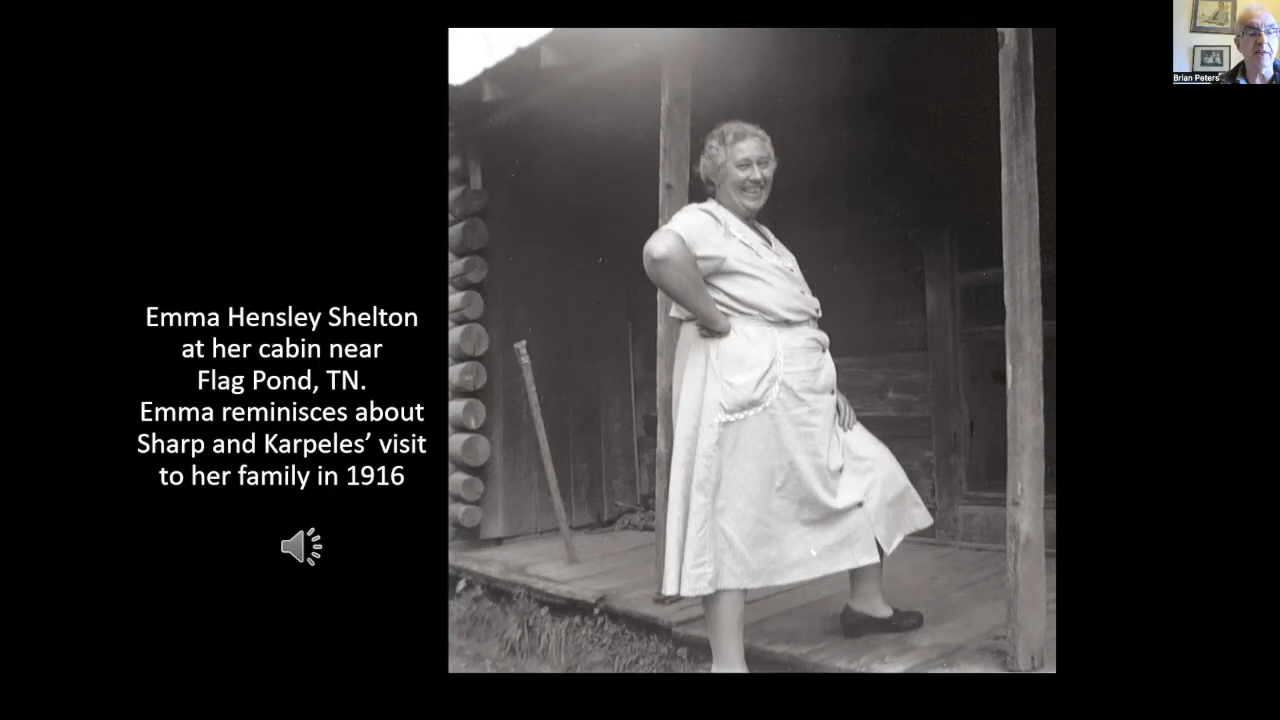 Emma Hensley Shelton
at her cabin near
Flag Pond, TN.
Emma reminisces about
Sharp and Karpeles’ visit
to her family in 1916
Brian Peters